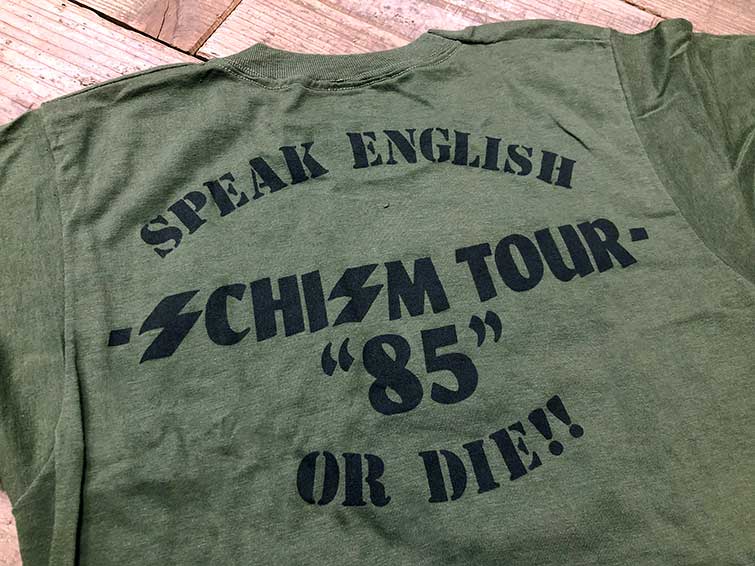 SPEAK ENGLISH
-SCHISM TOUR-
“85”
OR DIE!!